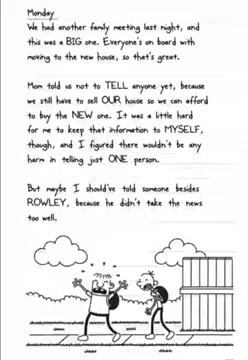 Monday
We had another family meeting last night, and
this was a BIG one. Everyone's on board with
moving to the new house, so that's great.
Mom told us not to TELL anyone yet, because
we still have to sell OUR house so we can afford
to buy the NEW one. It was a little hard
for me to keep that information to MYSELF,
though, and I figured there wouldn't be any
harm in telling just ONE person.
But maybe I should've told someone besides
ROWLEY, because he didn't take the news
too well.